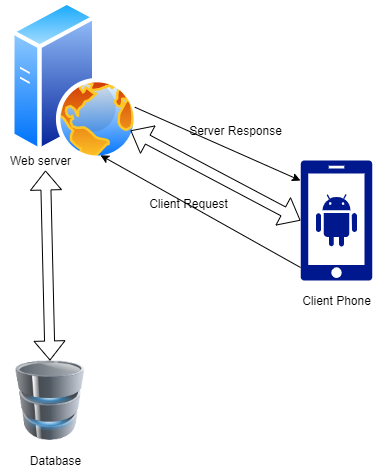 Server Response
Web server
Client Request
Client Phone
Database